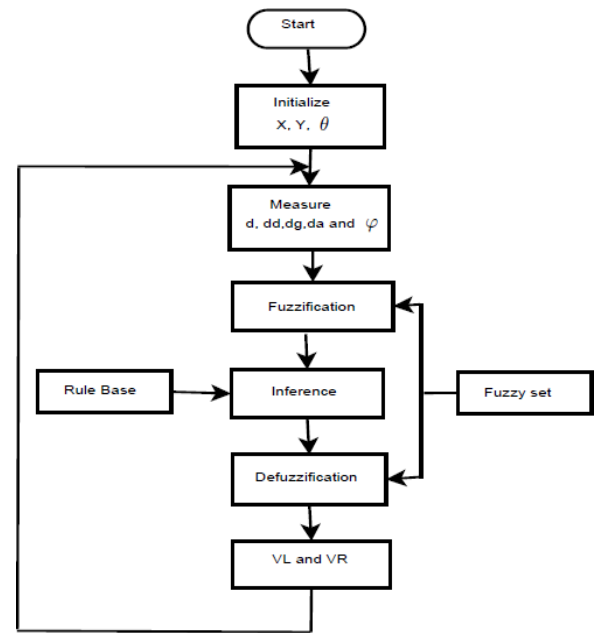 Start
Initialize
X, Y, θ
Measure
d, dd,dg,da and φ
Fuzzification
Rule Base
Inference
Fuzzy set
Defuzzification
VL and VR